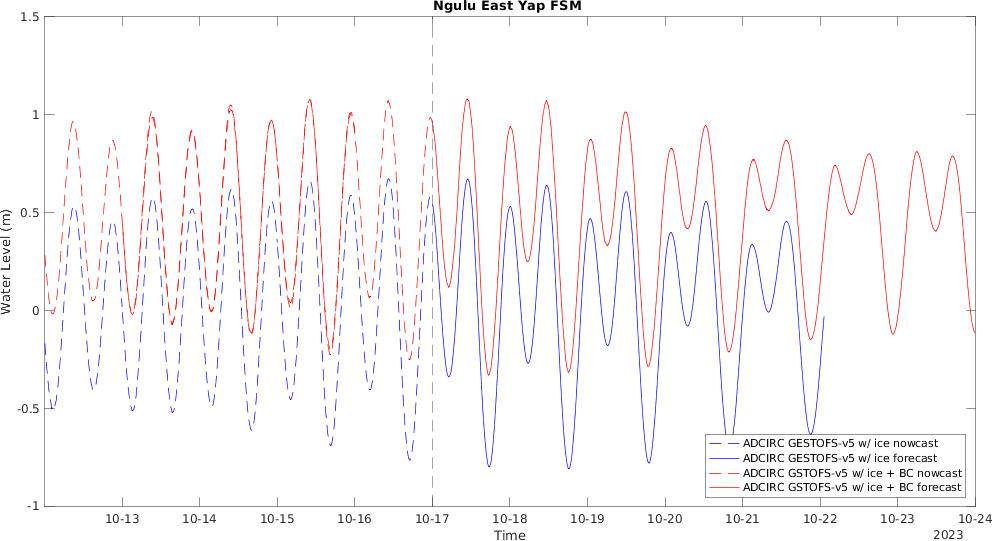 Ngulu East Yap FSM
1.5
1
0.5
0
-0.5
-1
Water Level (m)
10-13 10-14 10-15 10-16 10-17 10-18 10-19 10-20 10-21 10-22 10-23 10-24
Time
2023
ADCIRC GESTOFS-v5 w/ ice nowcast
ADCIRC GESTOFS-v5 w/ ice forecast
ADCIRC GSTOFS-v5 w/ ice + BC nowcast
ADCIRC GSTOFS-v5 w/ ice + BC forecast